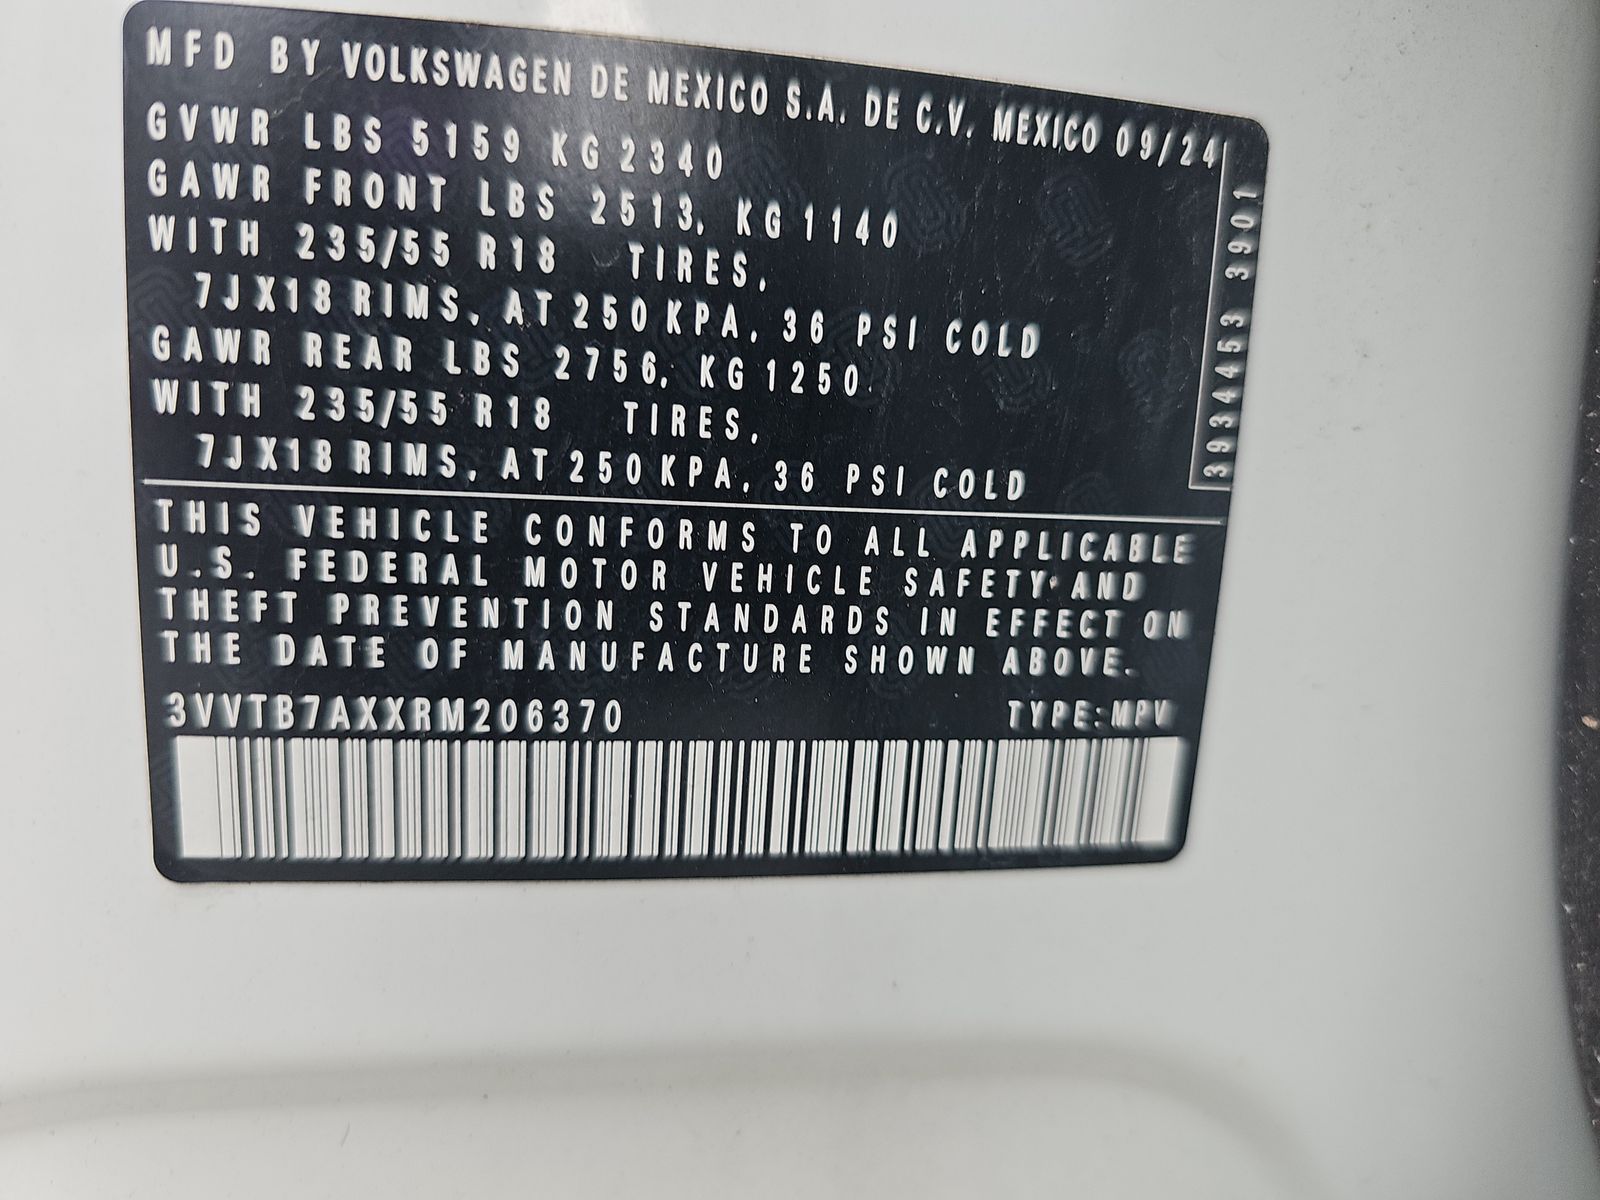 MFD BY VOLKSWAGEN DE MEXICO S.A. DE C.V. MEXICO 09/24
GVWR LBS 5159 KG 2340
GAWR FRONT LBS 2513, KG 1140
WITH 235/55 R18 TIRES,
7JX18 RIMS, AT 250 KPA, 36 PSI COLD
GAWR REAR LBS 2756, KG 1250
WITH 235/55 R18 TIRES,
7JX18 RIMS, AT 250 KPA, 36 PSI COLD
3934453 3901
THIS VEHICLE CONFORMS TO ALL APPLICABLE
U.S. FEDERAL MOTOR VEHICLE SAFETY AND
THEFT PREVENTION STANDARDS IN EFFECT ON
THE DATE OF MANUFACTURE SHOWN ABOVE.
3VVTB7AXXRM206370 TYPE:MPV